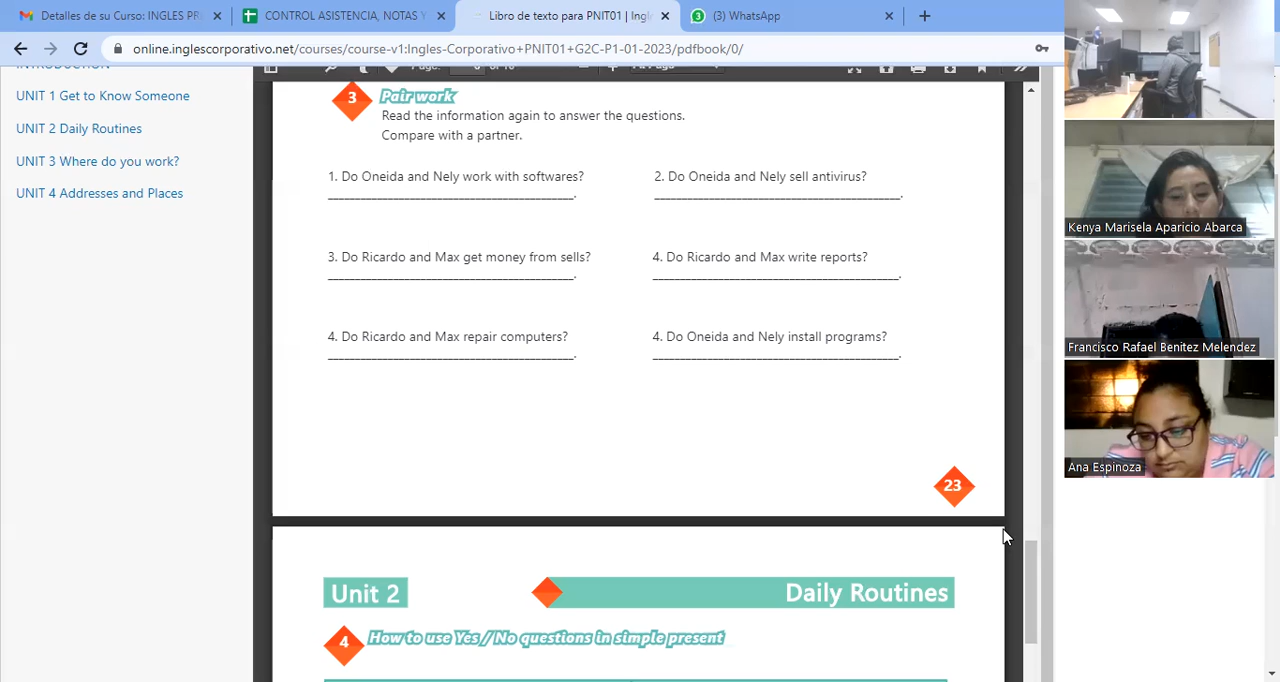 Detalles de su Curso: INGLES PRI
CONTROL ASISTENCIA, NOTAS Y
Libro de texto para PNIT01 | Ingl
(3) WhatsApp
online.inglescorporativo.net/courses/course-v1:Ingles-Corporativo+PNIT01+G2C-P1-01-2023/pdfbook/0/
INTRODUCTION
UNIT 1 Get to Know Someone
UNIT 2 Daily Routines
UNIT 3 Where do you work?
UNIT 4 Addresses and Places
3 Pair work
Read the information again to answer the questions.
Compare with a partner.
1. Do Oneida and Nely work with softwares?
2. Do Oneida and Nely sell antivirus?
3. Do Ricardo and Max get money from sells?
4. Do Ricardo and Max write reports?
4. Do Ricardo and Max repair computers?
4. Do Oneida and Nely install programs?
23
Unit 2
Daily Routines
4 How to use Yes/No questions in simple present
Kenya Marisela Aparicio Abarca
Francisco Rafael Benitez Melendez
Ana Espinoza